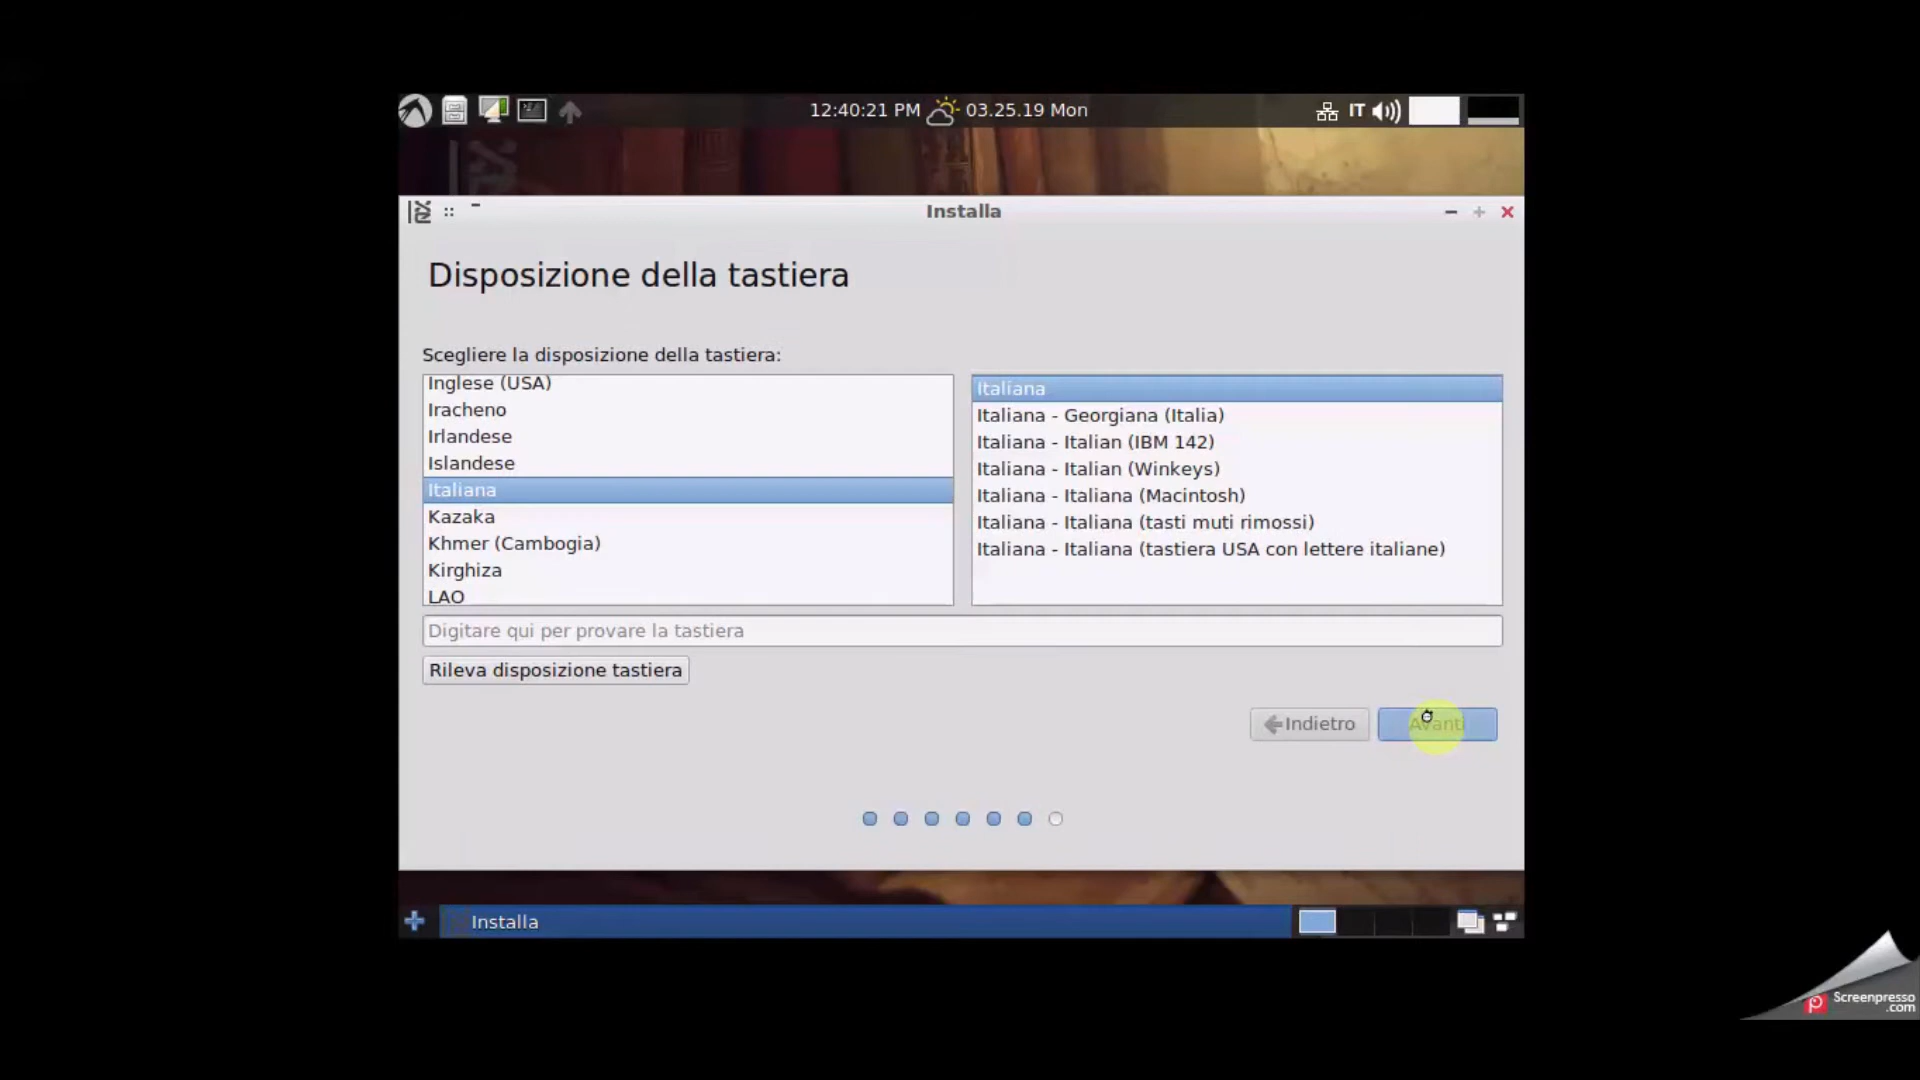 12:40:21 PM 03.25.19 Mon IT
Installa
Disposizione della tastiera
Scegliere la disposizione della tastiera:
Inglese (USA)
Iracheno
Irlandese
Islandese
Italiana
Kazaka
Khmer (Cambogia)
Kirghiza
LAO
Italiana
Italiana - Georgiana (Italia)
Italiana - Italian (IBM 142)
Italiana - Italian (Winkeys)
Italiana - Italiana (Macintosh)
Italiana - Italiana (tasti muti rimossi)
Italiana - Italiana (tastiera USA con lettere italiane)
Digitare qui per provare la tastiera
Rileva disposizione tastiera
Indietro Avanti
Installa
Screenpresso
.com